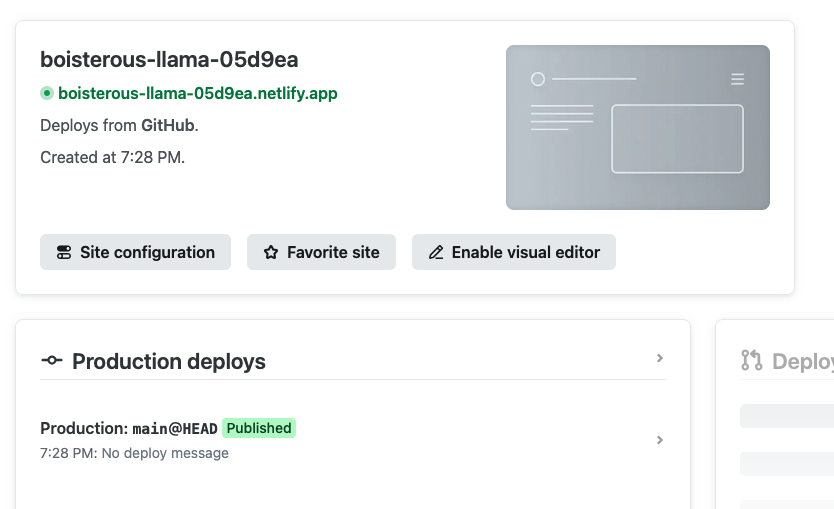 boisterous-llama-05d9ea
boisterous-llama-05d9ea.netlify.app
Deploys from GitHub.
Created at 7:28 PM.
Site configuration
Favorite site
Enable visual editor
Production deploys
Production: main@HEAD Published
7:28 PM: No deploy message